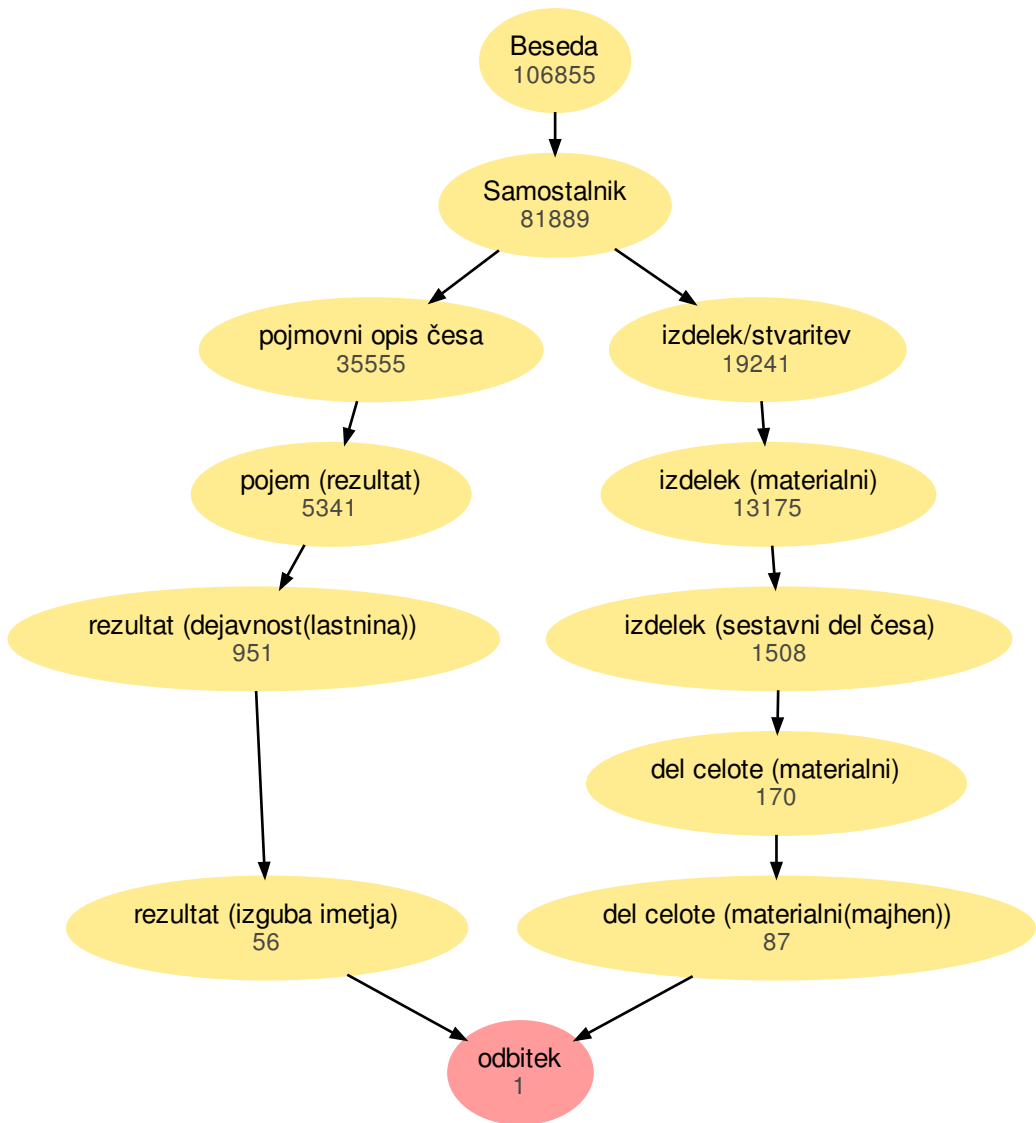 Beseda
106855
Samostalnik
81889
pojmovni opis česa
35555
izdelek/stvaritev
19241
pojem (rezultat)
5341
izdelek (materialni)
13175
rezultat (dejavnost(lastnina))
951
izdelek (sestavni del česa)
1508
del celote (materialni)
170
rezultat (izguba imetja)
56
del celote (materialni(majhen))
87
odbitek
1